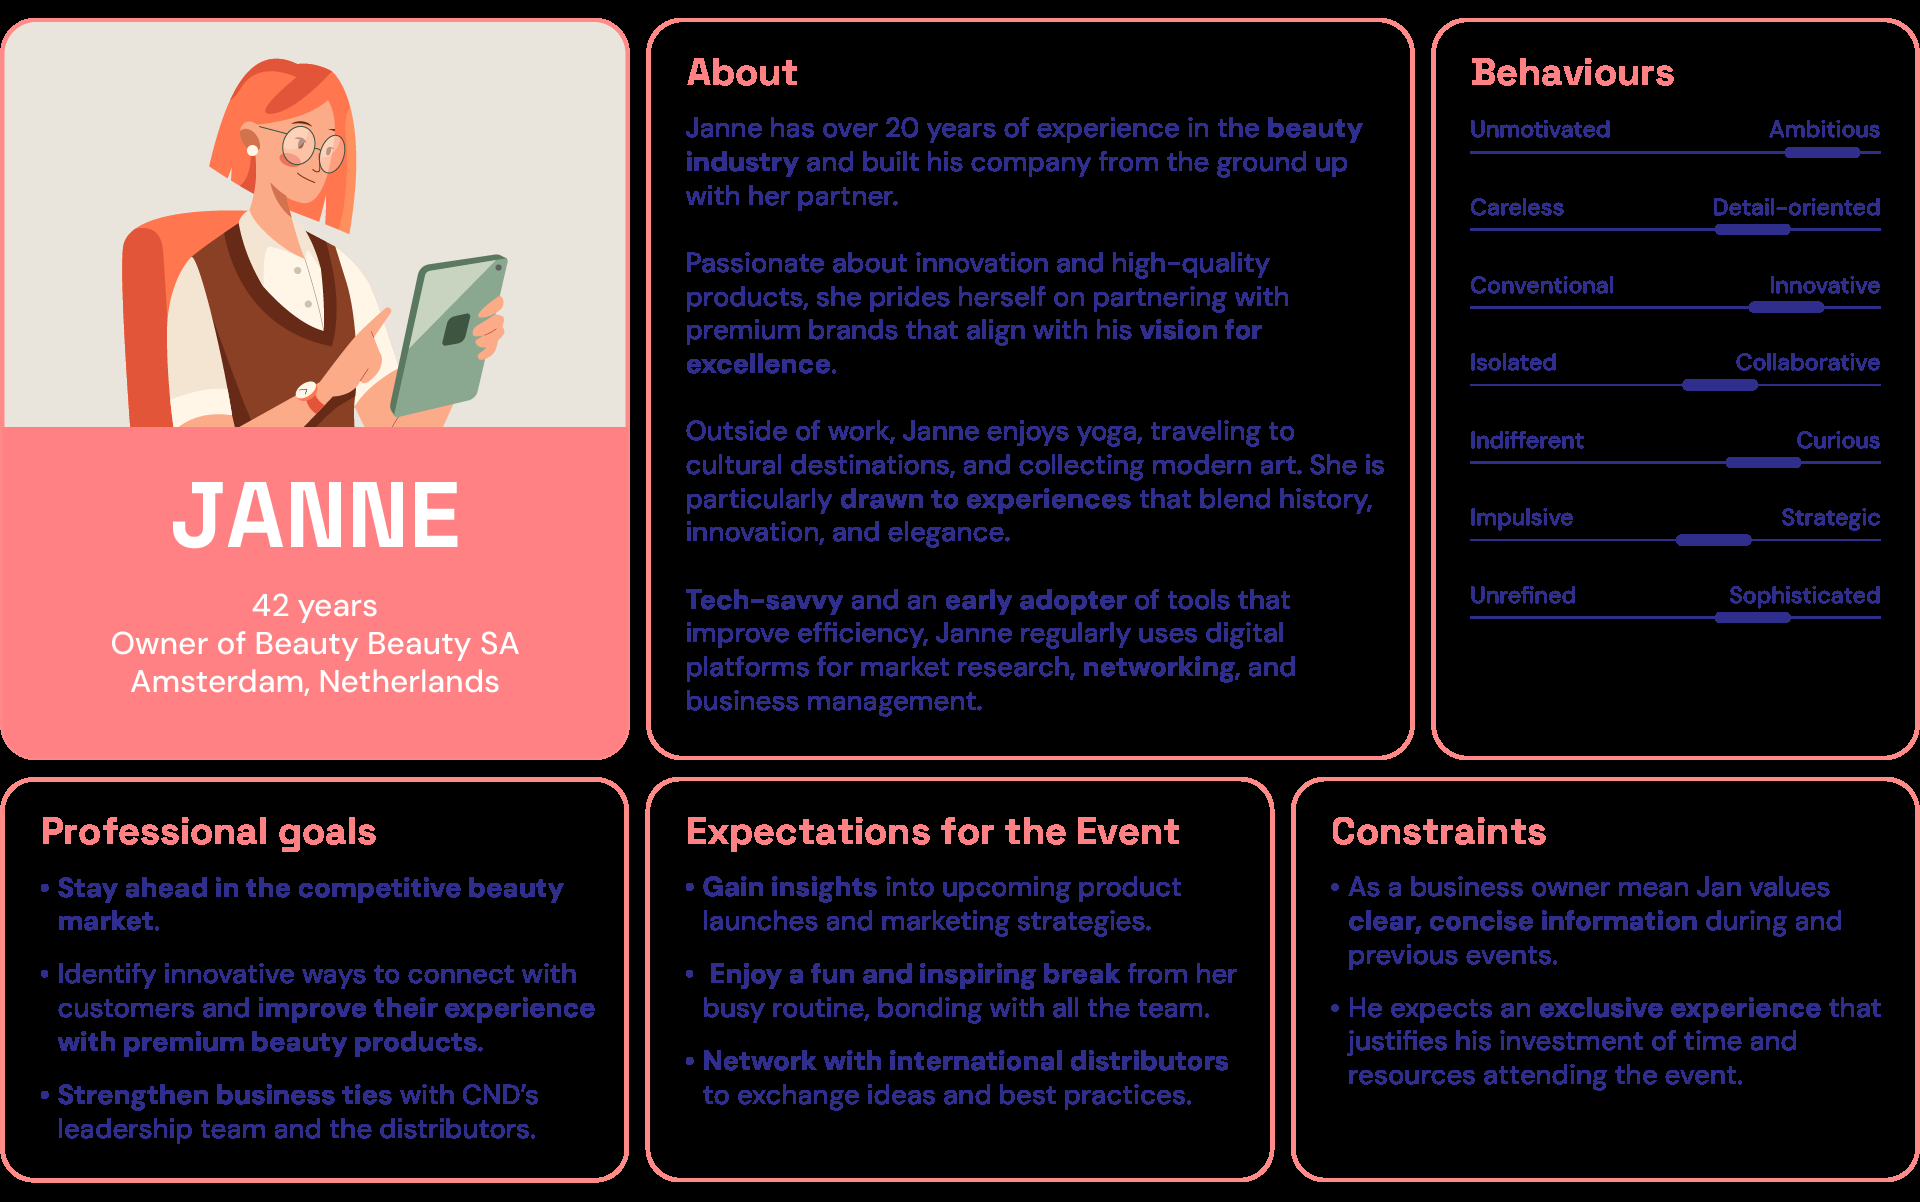 JANNE
42 years
Owner of Beauty Beauty SA
Amsterdam, Netherlands
About
Janne has over 20 years of experience in the beauty
industry and built his company from the ground up
with her partner.
Passionate about innovation and high-quality
products, she prides herself on partnering with
premium brands that align with his vision for
excellence.
Outside of work, Janne enjoys yoga, traveling to
cultural destinations, and collecting modern art. She is
particularly drawn to experiences that blend history,
innovation, and elegance.
Tech-savvy and an early adopter of tools that
improve efficiency, Janne regularly uses digital
platforms for market research, networking, and
business management.
Behaviours
Unmotivated Ambitious
Careless Detail-oriented
Conventional Innovative
Isolated Collaborative
Indifferent Curious
Impulsive Strategic
Unrefined Sophisticated
Professional goals
• Stay ahead in the competitive beauty
market.
• Identify innovative ways to connect with
customers and improve their experience
with premium beauty products.
• Strengthen business ties with CND's
leadership team and the distributors.
Expectations for the Event
• Gain insights into upcoming product
launches and marketing strategies.
• Enjoy a fun and inspiring break from her
busy routine, bonding with all the team.
• Network with international distributors
to exchange ideas and best practices.
Constraints
• As a business owner mean Jan values
clear, concise information during and
previous events.
• He expects an exclusive experience that
justifies his investment of time and
resources attending the event.